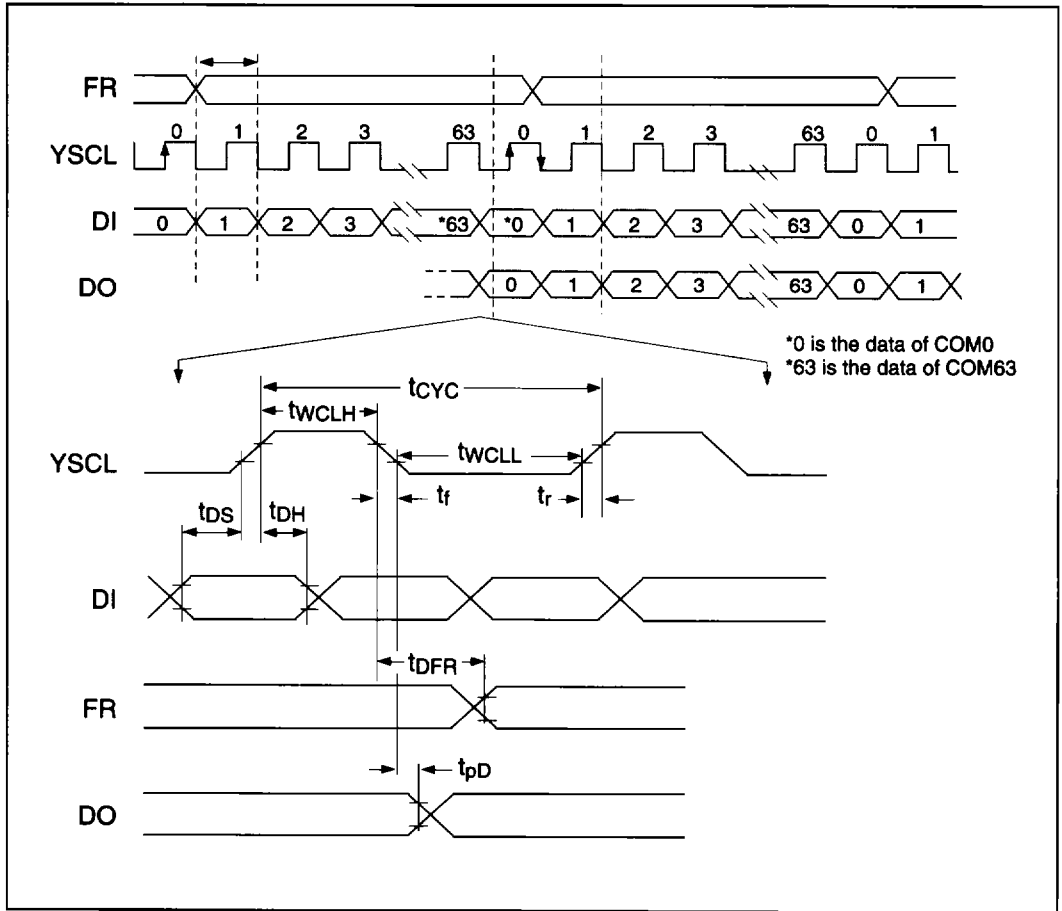 FR
0 1 2 3 63 0 1 2 3 63 0 1
YSCL
DI 0 1 2 3 *63 *0 1 2 3 63 0 1
DO 0 1 2 3 63 0 1
*0 is the data of COM0
*63 is the data of COM63
tCYC
tWCLH
YSCL tWCLL
tf tr
tDS tDH
DI
tDFR
FR
tpD
DO